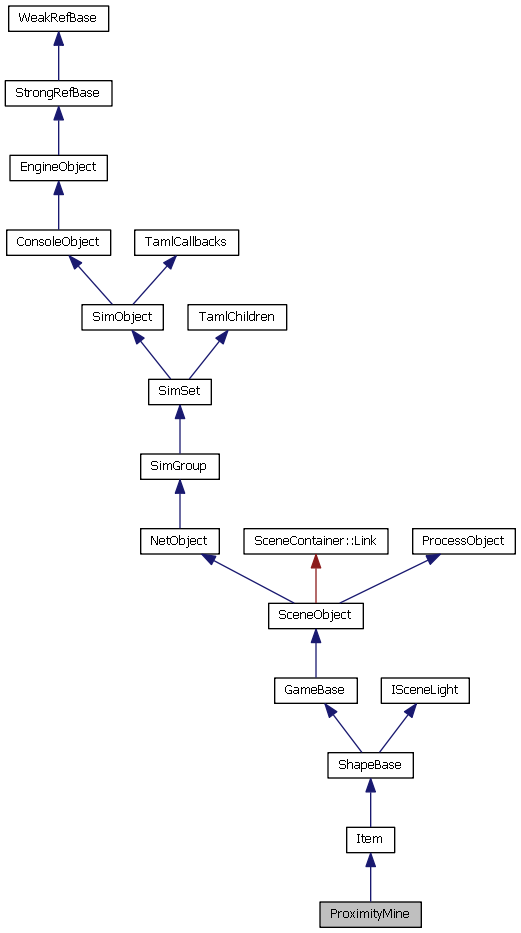 WeakRefBase
StrongRefBase
EngineObject
ConsoleObject
TamlCallbacks
SimObject
TamlChildren
SimSet
SimGroup
NetObject
SceneContainer::Link
ProcessObject
SceneObject
GameBase
ISceneLight
ShapeBase
Item
ProximityMine